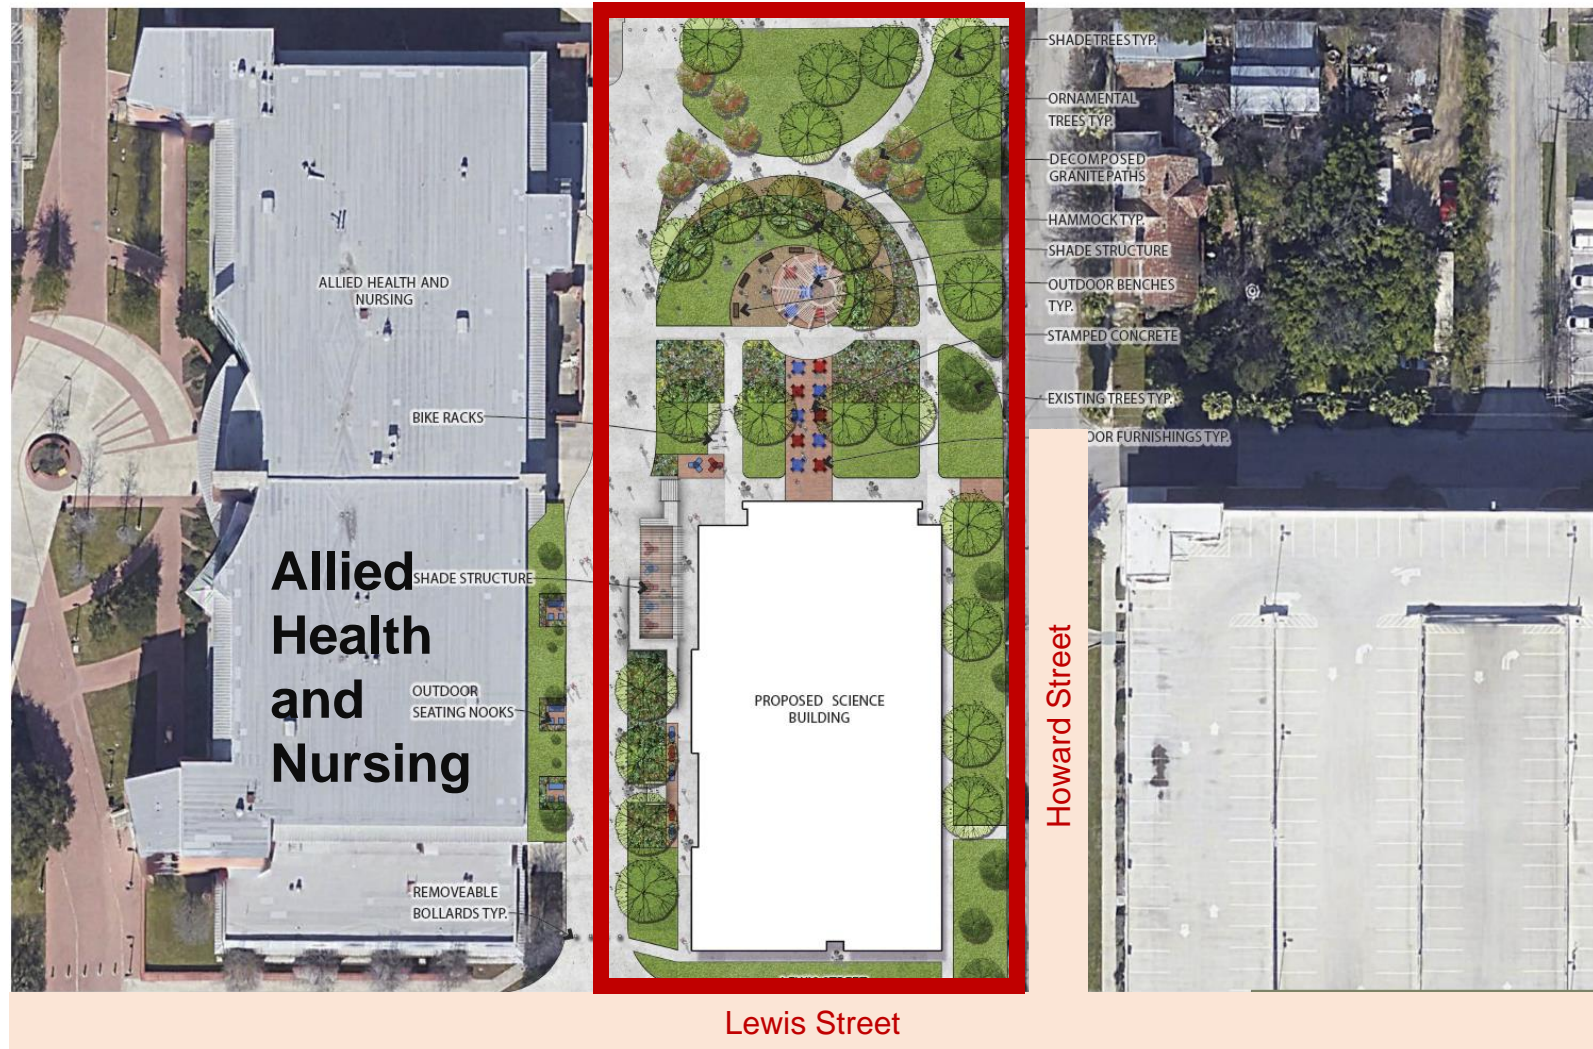 SHADE TREES TYP.
ORNAMENTAL
TREES TYP.
DECOMPOSED
GRANITE PATHS
HAMMOCK TYP.
SHADE STRUCTURE
OUTDOOR BENCHES
TYP.
STAMPED CONCRETE
EXISTING TREES TYP.
OOR FURNISHINGS TYP.
ALLIED HEALTH AND
NURSING
BIKE RACKS
Allied
Health
and
Nursing
SHADE STRUCTURE
OUTDOOR
SEATING NOOKS
REMOVEABLE
BOLLARDS TYP.
PROPOSED SCIENCE
BUILDING
Howard Street
LEWIS STREET
Lewis Street